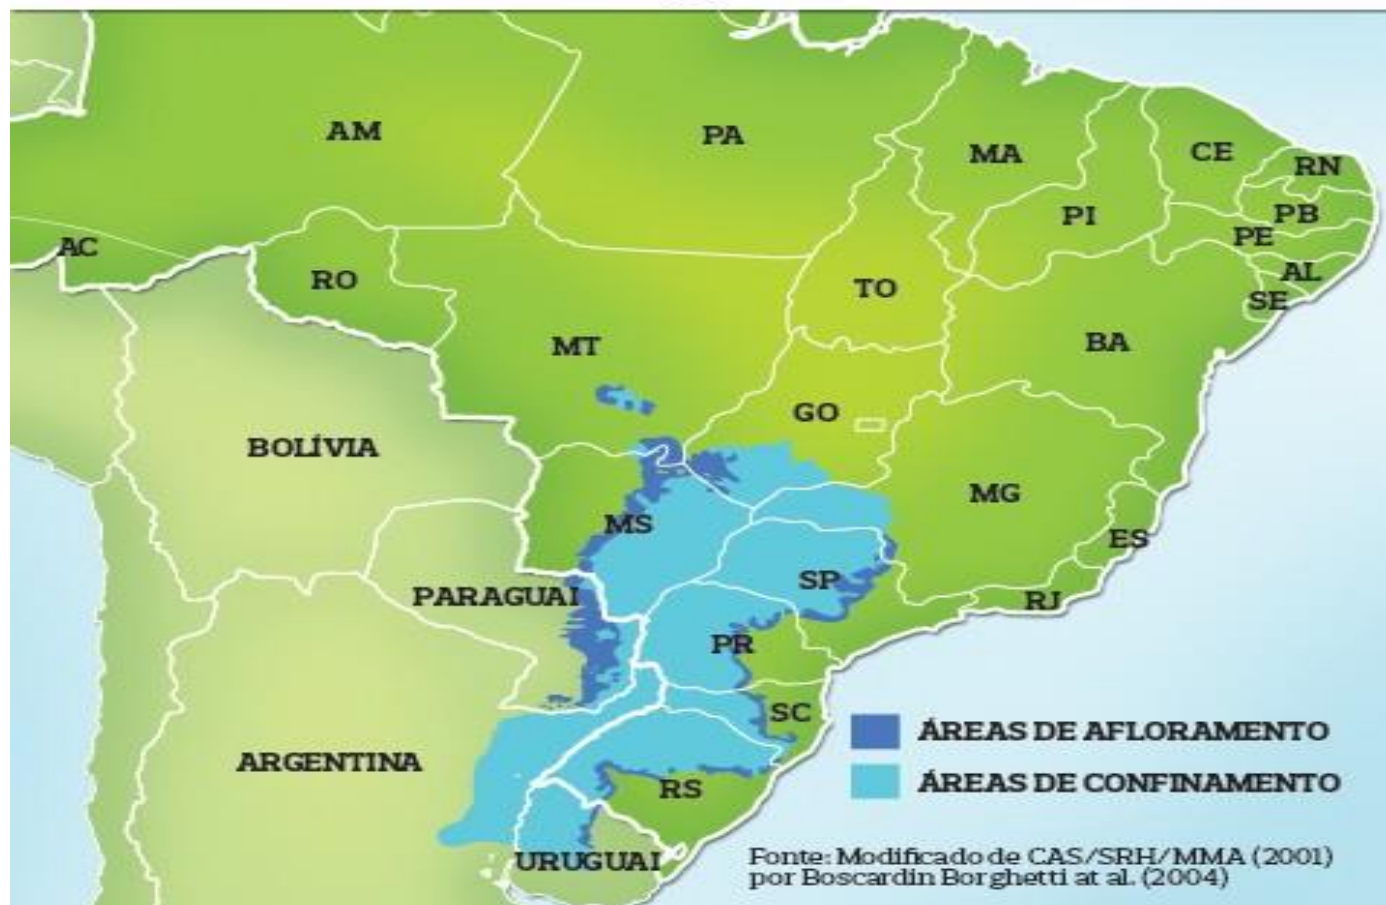 AM
PA
MA
CE
RN
PI
PB
PE
AC
AL
RO
TO
SE
MT
BA
GO
BOLÍVIA
MG
MS
ES
SP
PARAGUAI
RJ
PR
SC
ÁREAS DE AFLORAMENTO
ARGENTINA
ÁREAS DE CONFINAMENTO
RS
URUGUAI
Fonte: Modificado de CAS/SRH/MMA (2001)
por Boscardin Borghetti at al. (2004)